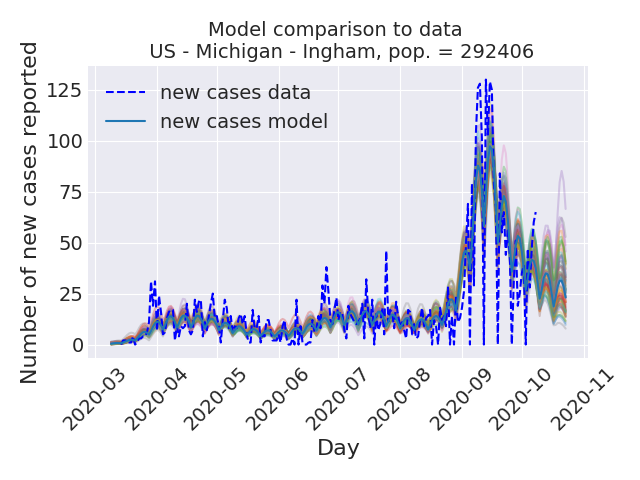 Model comparison to data
US - Michigan - Ingham, pop. = 292406
Number of new cases reported
125
100
75
50
25
0
new cases data
new cases model
2020-03
2020-04
2020-05
2020-06
2020-07
2020-08
2020-09
2020-10
2020-11
Day